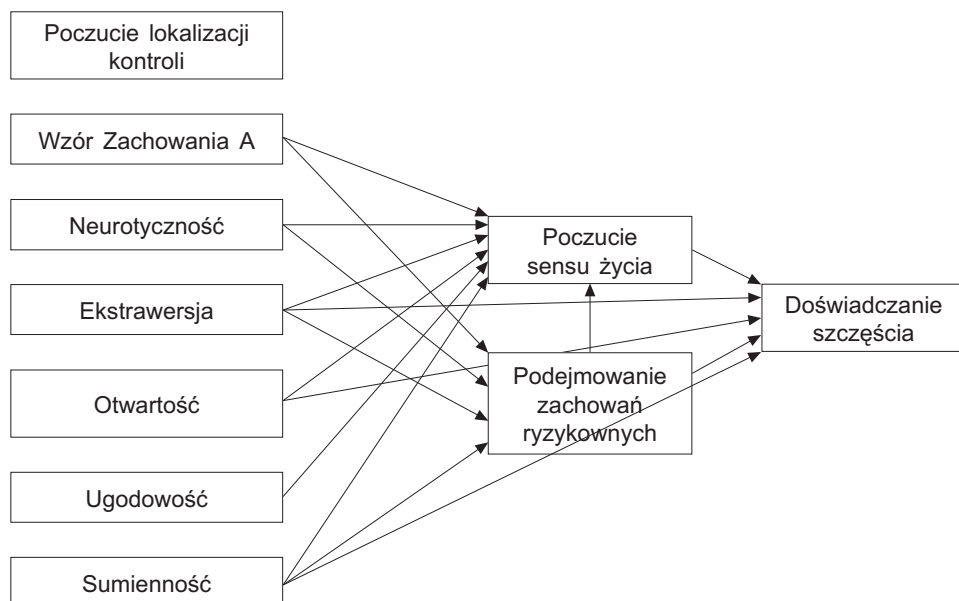 Poczucie lokalizacji
kontroli
Wzór Zachowania A
Neurotyczność
Ekstrawersja
Otwartość
Ugodowość
Sumienność
Poczucie
sensu życia
Podejmowanie
zachowań
ryzykownych
Doświadczanie
szczęścia